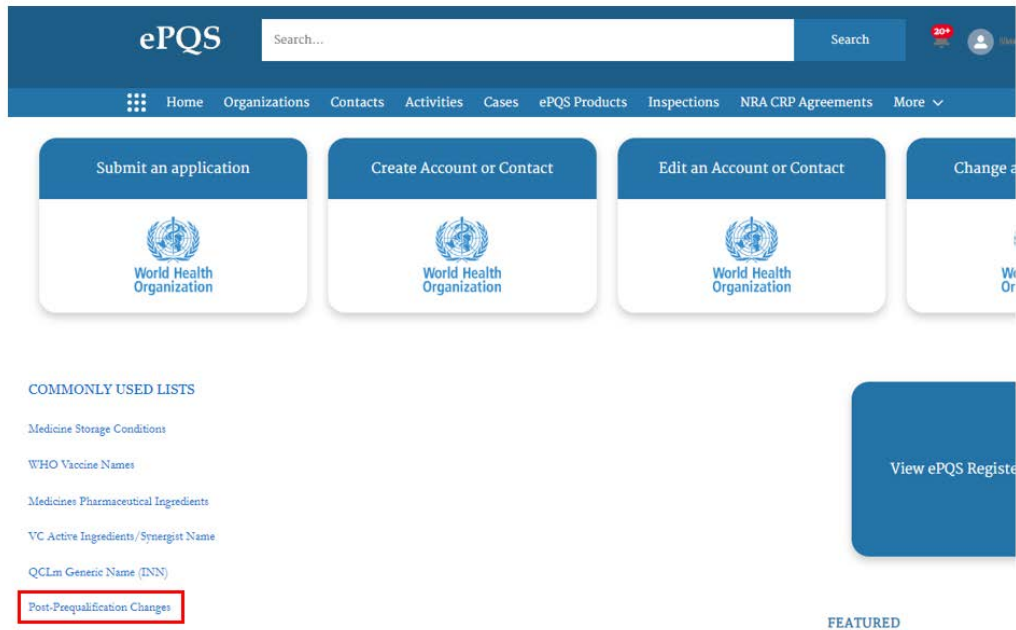 ePQS
Search...
Search
20+
Home Organizations Contacts Activities Cases ePQS Products Inspections NRA CRP Agreements More
Submit an application
Create Account or Contact
Edit an Account or Contact
Change a
World Health
Organization
World Health
Organization
World Health
Organization
Wo
Or
COMMONLY USED LISTS
Medicine Storage Conditions
WHO Vaccine Names
Medicines Pharmaceutical Ingredients
VC Active Ingredients/Synergist Name
QCLm Generic Name (INN)
Post-Prequalification Changes
View ePQS Registe
FEATURED